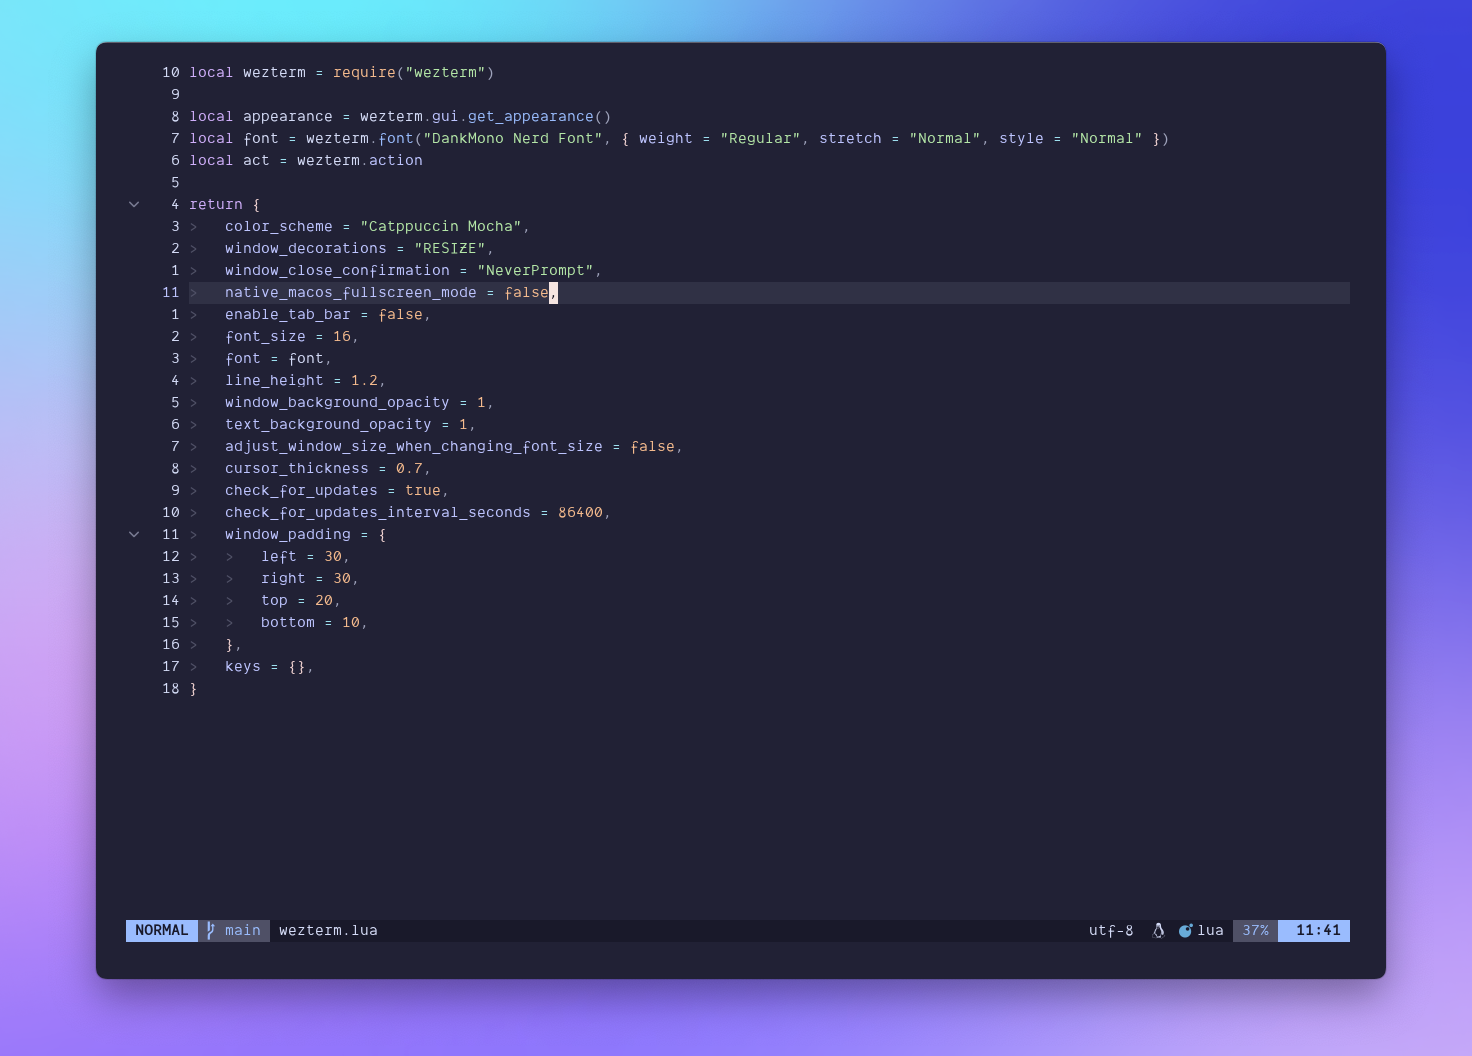 10 local wezterm = require("wezterm")
9
8 local appearance = wezterm.gui.get_appearance()
7 local font = wezterm.font("DankMono Nerd Font", { weight = "Regular", stretch = "Normal", style = "Normal" })
6 local act = wezterm.action
5
4 return {
3 >   color_scheme = "Catppuccin Mocha",
2 >   window_decorations = "RESIZE",
1 >   window_close_confirmation = "NeverPrompt",
11 >   native_macos_fullscreen_mode = false,
1 >   enable_tab_bar = false,
2 >   font_size = 16,
3 >   font = font,
4 >   line_height = 1.2,
5 >   window_background_opacity = 1,
6 >   text_background_opacity = 1,
7 >   adjust_window_size_when_changing_font_size = false,
8 >   cursor_thickness = 0.7,
9 >   check_for_updates = true,
10 >   check_for_updates_interval_seconds = 86400,
11 >   window_padding = {
12 >   >   left = 30,
13 >   >   right = 30,
14 >   >   top = 20,
15 >   >   bottom = 10,
16 >   },
17 >   keys = {},
18 }
NORMAL main wezterm.lua utf-8 lua 37% 11:41